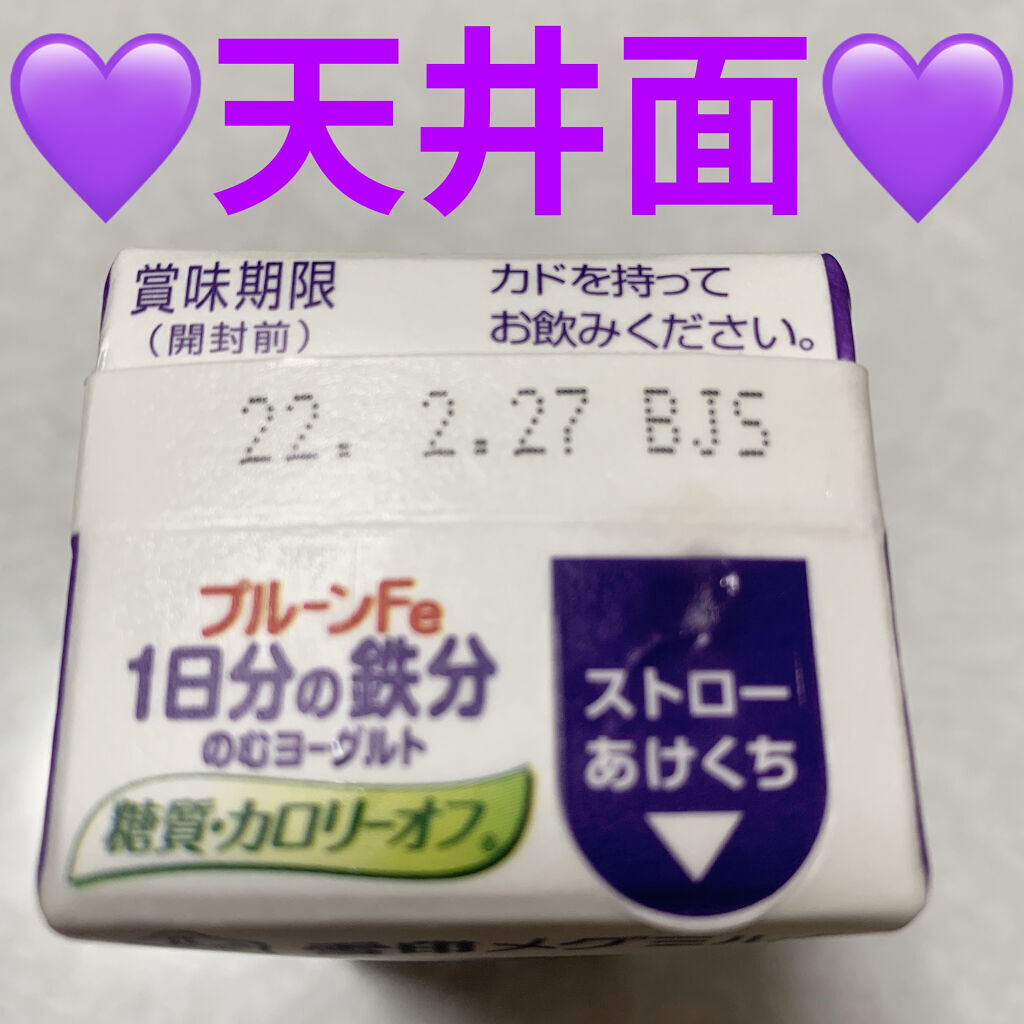 💜天井面💜
賞味期限
（開封前）
カドを持って
お飲みください。
22. 2.27 BJS
プルーンFe
1日分の鉄分
のむヨーグルト
糖質・カロリーオフ。
ストロー
あけくち